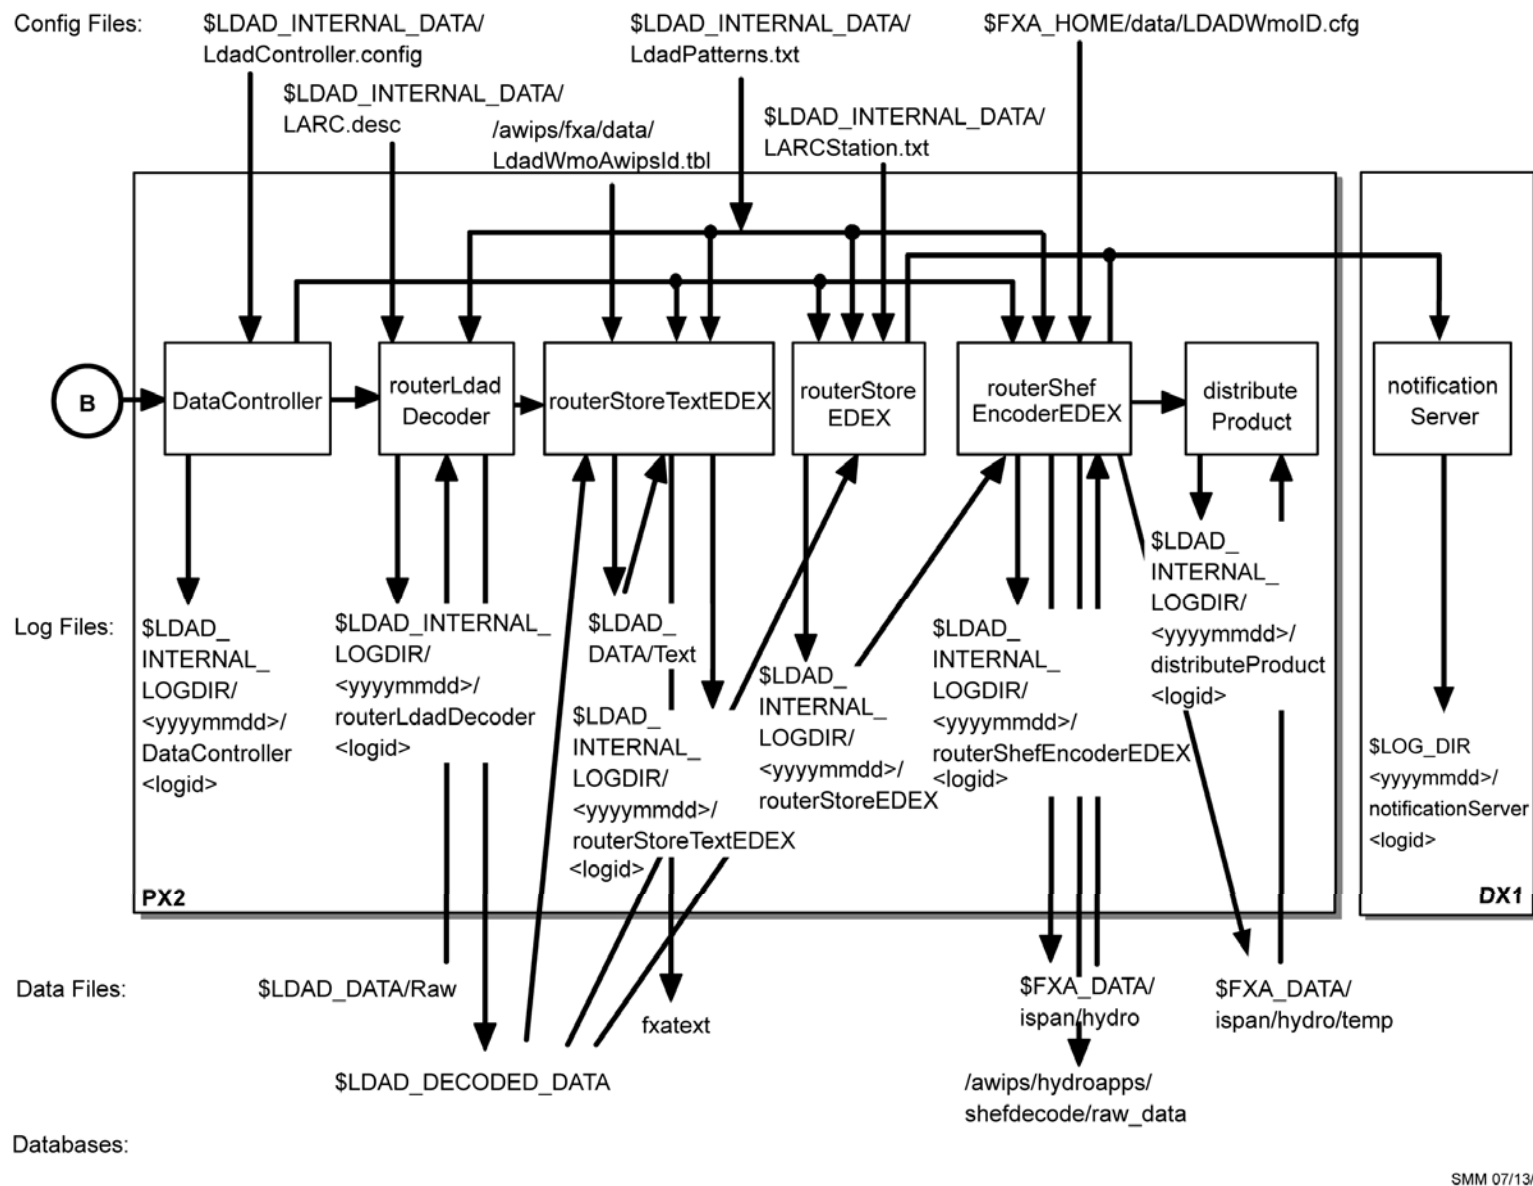 Config Files:
$LDAD_INTERNAL_DATA/
LdadController.config
$LDAD_INTERNAL_DATA/
LdadPatterns.txt
$FXA_HOME/data/LDADWmoID.cfg
$LDAD_INTERNAL_DATA/
LARC.desc
/awips/fxa/data/
LdadWmoAwipsId.tbl
$LDAD_INTERNAL_DATA/
LARCStation.txt
B
DataController
routerLdad
Decoder
routerStoreTextEDEX
routerStore
EDEX
routerShef
EncoderEDEX
distribute
Product
notification
Server
Log Files:
$LDAD_
INTERNAL_
LOGDIR/
<yyyymmdd>/
DataController
<logid>
$LDAD_INTERNAL_
LOGDIR/
<yyyymmdd>/
routerLdadDecoder
<logid>
$LDAD_
DATA/Text
$LDAD_
INTERNAL_
LOGDIR/
<yyyymmdd>/
routerStoreTextEDEX
<logid>
$LDAD_
INTERNAL_
LOGDIR/
<yyyymmdd>/
routerStoreEDEX
$LDAD_
INTERNAL_
LOGDIR/
<yyyymmdd>/
routerShefEncoderEDEX
<logid>
$LDAD_
INTERNAL_
LOGDIR/
<yyyymmdd>/
distributeProduct
<logid>
$LOG_DIR
<yyyymmdd>/
notificationServer
<logid>
PX2
DX1
Data Files:
$LDAD_DATA/Raw
fxatext
$FXA_DATA/
ispan/hydro
$FXA_DATA/
ispan/hydro/temp
$LDAD_DECODED_DATA
/awips/hydroapps/
shefdecode/raw_data
Databases:
SMM 07/13/